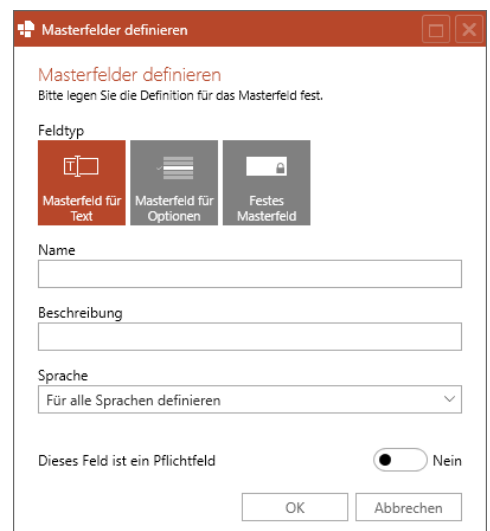 Masterfelder definieren
Masterfelder definieren
Bitte legen Sie die Definition für das Masterfeld fest.
Feldtyp
T
Masterfeld für Text
Masterfeld für Optionen
Festes Masterfeld
Name
Beschreibung
Sprache
Für alle Sprachen definieren
Dieses Feld ist ein Pflichtfeld
Nein
OK
Abbrechen